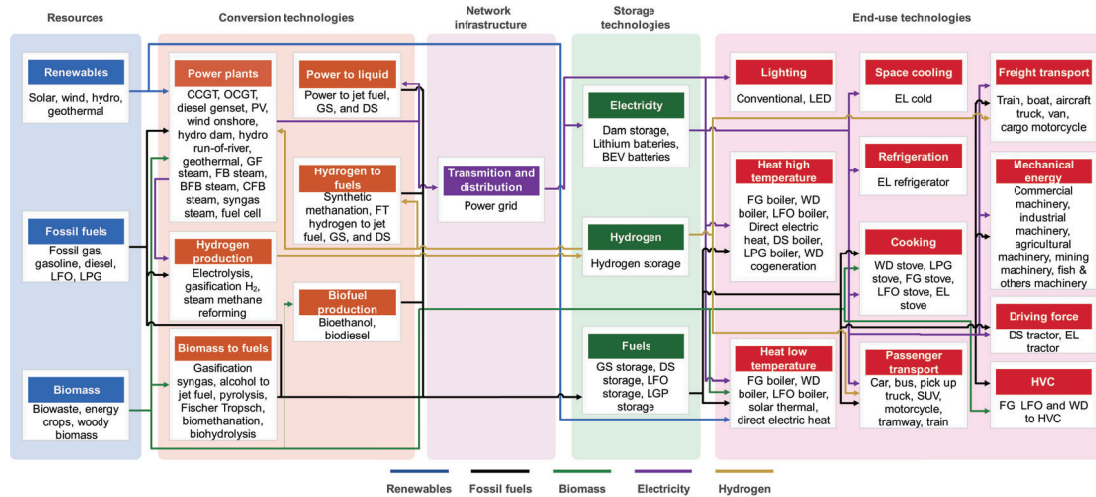 Resources
Conversion technologies
Network
infrastructure
Storage
technologies
End-use technologies
Renewables
Solar, wind, hydro,
geothermal
Fossil fuels
Fossil gas,
gasoline, diesel,
LFO, LPG
Biomass
Biowaste, energy
crops, woody
biomass
Power plants
CCGT, OCGT,
diesel genset, PV,
wind onshore,
hydro dam, hydro
run-of-river,
geothermal, GF
steam, FB steam,
BFB steam, CFB
steam, syngas
steam, fuel cell
Hydrogen
production
Electrolysis,
gasification H₂,
steam methane
reforming
Biomass to fuels
Gasification
syngas, alcohol to
jet fuel, pyrolysis,
Fischer Tropsch,
biomethanation,
biohydrolysis
Power to liquid
Power to jet fuel,
GS, and DS
Hydrogen to
fuels
Synthetic
methanation, FT
hydrogen to jet
fuel, GS, and DS
Biofuel
production
Bioethanol,
biodiesel
Transmition and
distribution
Power grid
Electricity
Dam storage,
Lithium bateries,
BEV batteries
Hydrogen
Hydrogen storage
Fuels
GS storage, DS
storage, LFO
storage, LGP
storage
Lighting
Conventional, LED
Heat high
temperature
FG boiler, WD
boiler, LFO boiler,
Direct electric
heat, DS boiler,
LPG boiler, WD
cogeneration
Heat low
temperature
FG boiler, WD
boiler, LFO boiler,
solar thermal,
direct electric heat
Space cooling
EL cold
Refrigeration
EL refrigerator
Cooking
WD stove, LPG
stove, FG stove,
LFO stove, EL
stove
Passenger
transport
Car, bus, pick up
truck, SUV,
motorcycle,
tramway, train
Freight transport
Train, boat, aircraft
truck, van,
cargo motorcycle
Mechanical
energy
Commercial
machinery,
industrial
machinery,
agricultural
machinery, mining
machinery, fish &
others machinery
Driving force
DS tractor, EL
tractor
HVC
FG LFO and WD
to HVC
Renewables
Fossil fuels
Biomass
Electricity
Hydrogen